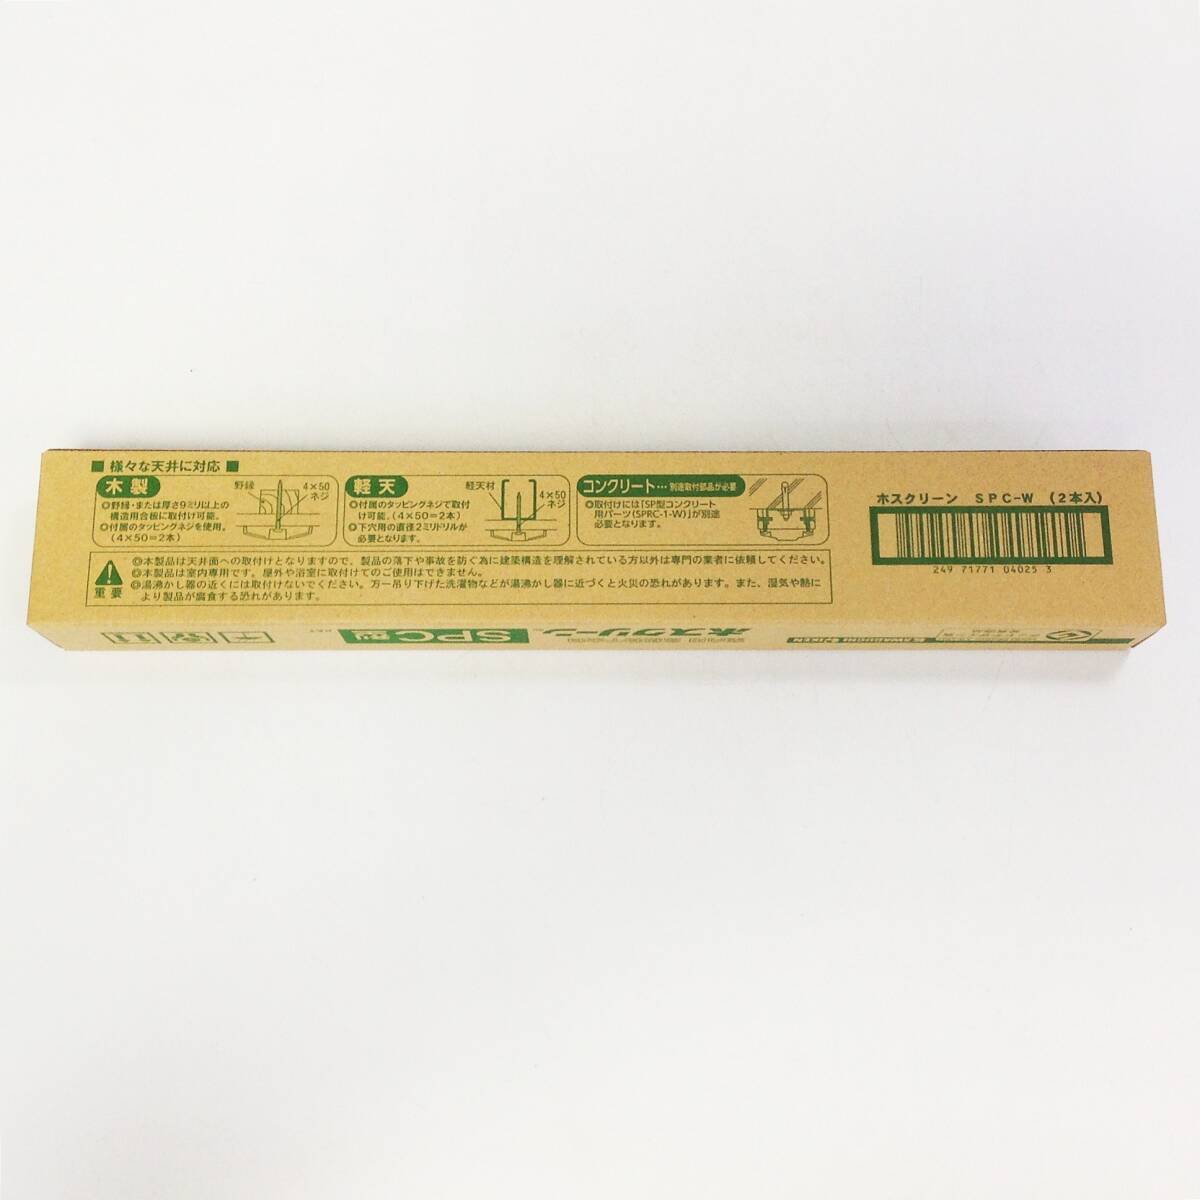 ■ 様々な天井に対応 ■
木製
野縁
4×50
ネジ
◎野縁・または厚さ9ミリ以上の
構造用合板に取付け可能。
◎付属のタッピングネジを使用。
(4×50=2本)
軽天
軽天材
4×50
ネジ
◎付属のタッピングネジで取付
け可能。(4×50=2本)
◎下穴用の直径2ミリドリルが
必要となります。
コンクリート…別途取付部品が必要
◎取付けには「SP型コンクリート
用パーツ(SPRC-1-W)」が別途
必要となります。
重要
◎本製品は天井面への取付けとなりますので、製品の落下や事故を防ぐ為に建築構造を理解されている方以外は専門の業者に依頼してください。
◎本製品は室内専用です。屋外や浴室に取付けてのご使用はできません。
◎湯沸かし器の近くには取付けないでください。万一吊り下げた洗濯物などが湯沸かし器に近づくと火災の恐れがあります。また、湿気や熱に
より製品が腐食する恐れがあります。
ホスクリーン SPC-W (2本入)
249 71771 04025 3
ホスクリーン SPC型